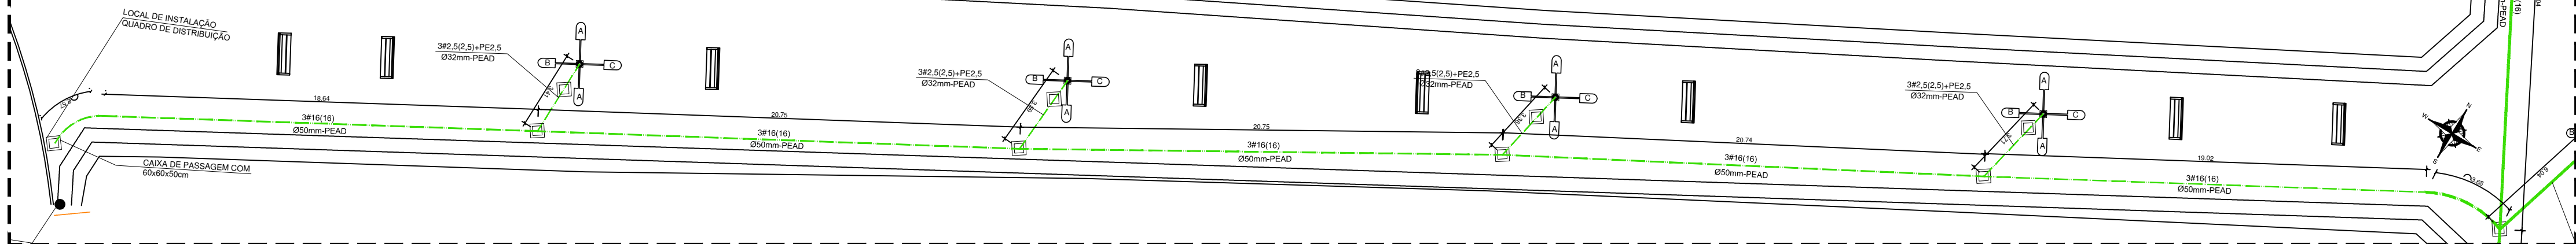 LOCAL DE INSTALAÇÃO
QUADRO DE DISTRIBUIÇÃO
18.64
3#16(16)
Ø50mm-PEAD
CAIXA DE PASSAGEM COM
60x60x50cm
3#2,5(2,5)+PE2,5
Ø32mm-PEAD
A
B
C
A
20.75
3#16(16)
Ø50mm-PEAD
3#2,5(2,5)+PE2,5
Ø32mm-PEAD
A
B
C
A
20.75
3#16(16)
Ø50mm-PEAD
3#2,5(2,5)+PE2,5
Ø32mm-PEAD
A
B
C
A
20.74
3#16(16)
Ø50mm-PEAD
3#2,5(2,5)+PE2,5
Ø32mm-PEAD
A
B
C
A
19.02
3#16(16)
Ø50mm-PEAD
3.68
N
W
E
S
6.04
B